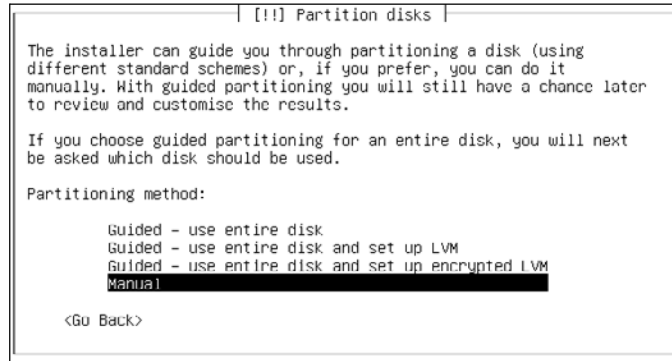 [!!] Partition disks
The installer can guide you through partitioning a disk (using
different standard schemes) or, if you prefer, you can do it
manually. With guided partitioning you will still have a chance later
to review and customise the results.
If you choose guided partitioning for an entire disk, you will next
be asked which disk should be used.
Partitioning method:
Guided - use entire disk
Guided - use entire disk and set up LVM
Guided - use entire disk and set up encrypted LVM
Manual
<Go Back>